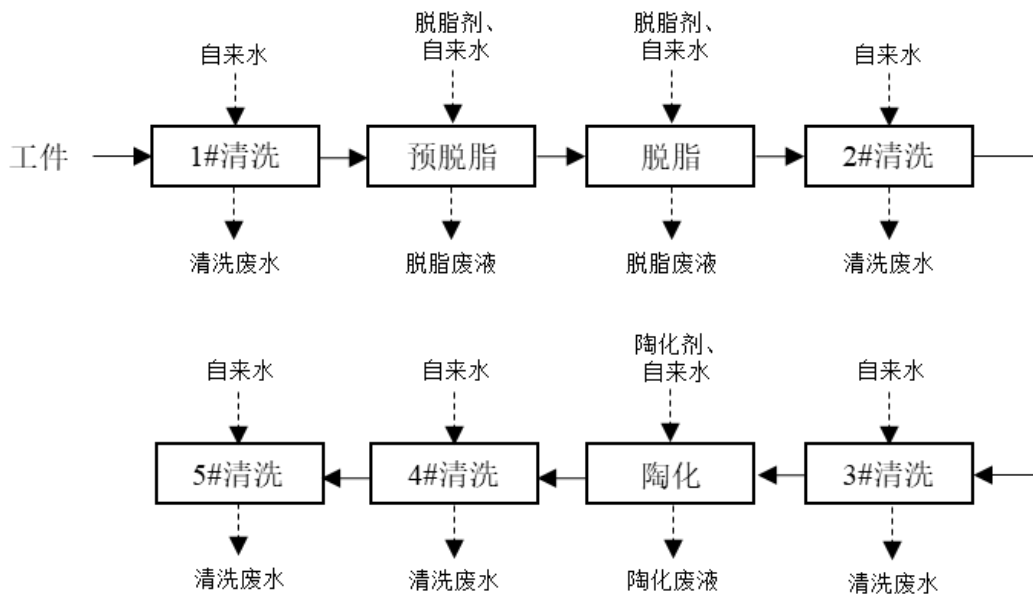 脱脂剂、
脱脂剂、
自来水
自来水
自来水
自来水
工件
1#清洗
预脱脂
脱脂
2#清洗
清洗废水
脱脂废液
脱脂废液
清洗废水
陶化剂、
自来水
自来水
自来水
自来水
5#清洗
4#清洗
陶化
3#清洗
清洗废水
清洗废水
陶化废液
清洗废水